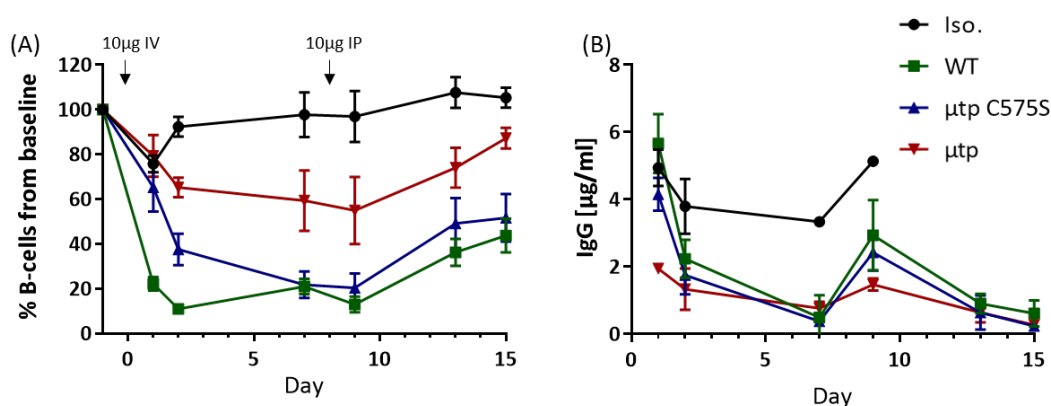 (A)
10µg IV
10µg IP
% B-cells from baseline
120
100
80
60
40
20
0
0
5
10
15
Day
(B)
IgG [µg/ml]
8
6
4
2
0
0
5
10
15
Day
Iso.
WT
µtp C575S
µtp